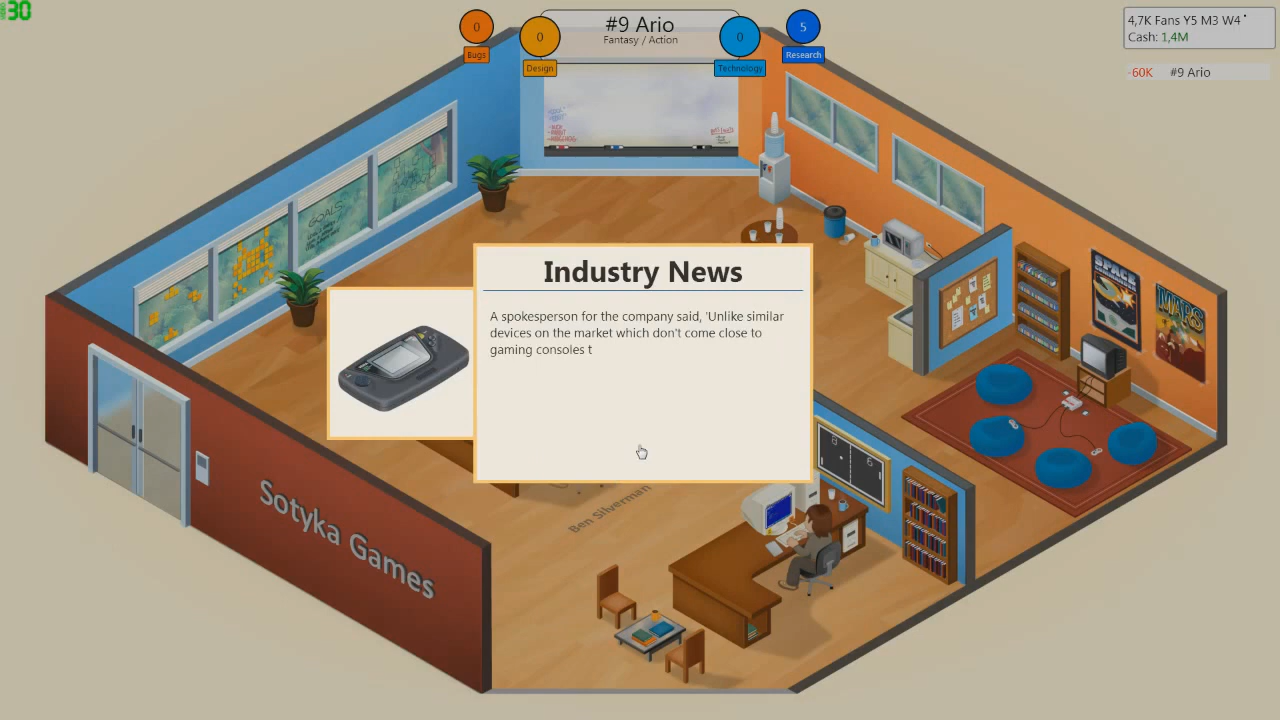 30
0
Bugs
0
Design
#9 Ario
Fantasy / Action
0
Technology
5
Research
4,7K Fans Y5 M3 W4
Cash: 1,4M
-60K #9 Ario
GOALS
SPACE
MARS
Industry News
A spokesperson for the company said, 'Unlike similar
devices on the market which don't come close to
gaming consoles t
Ben Silverman
Sotyka Games